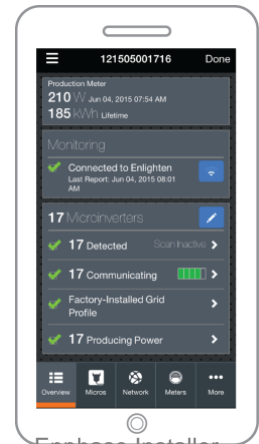 121505001716 Done
Production Meter
210 W Jun 04, 2015 07:54 AM
185 kWh Lifetime
Monitoring
Connected to Enlighten
Last Report: Jun 04, 2015 08:01
AM
17 Microinverters
17 Detected Scan Inactive
17 Communicating
Factory-Installed Grid
Profile
17 Producing Power
Overview Micros Network Meters More
Enphase Installer